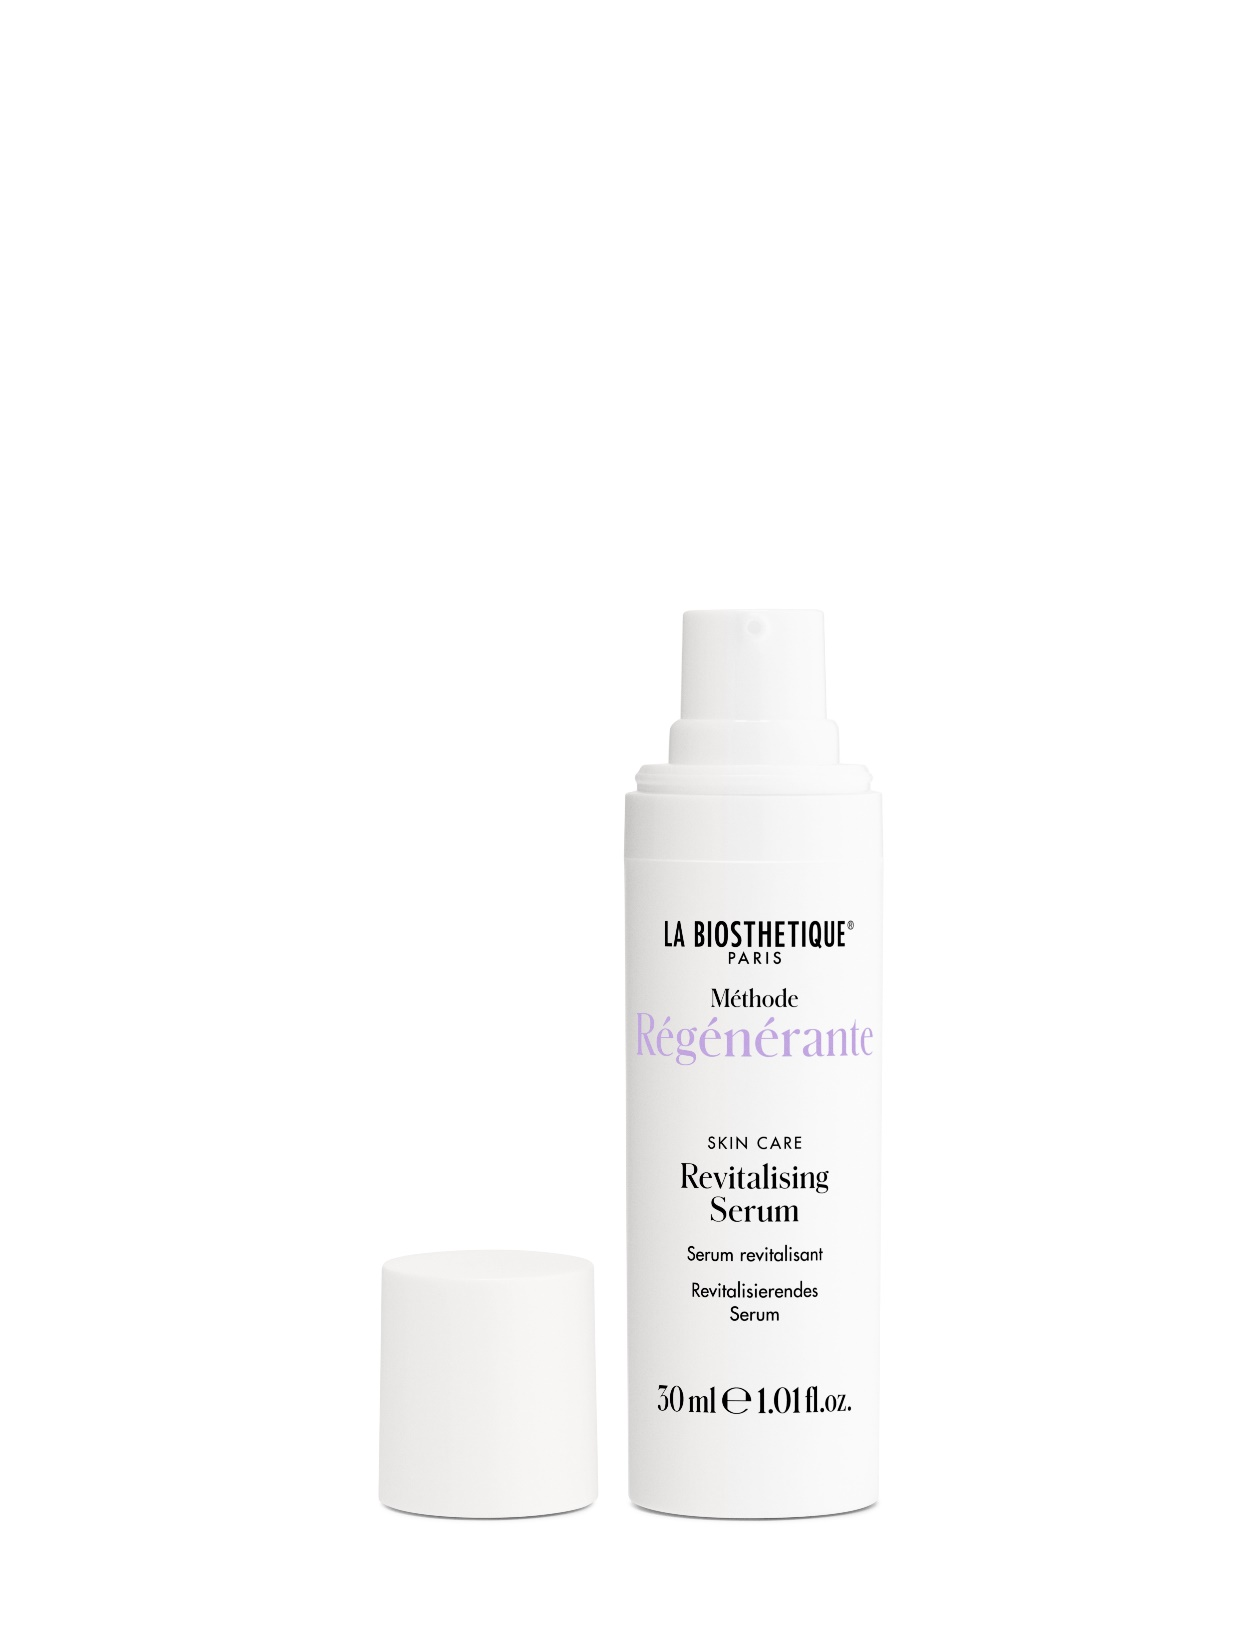 LA BIOSTHETIQUE®
PARIS
Méthode
Régénérante
SKIN CARE
Revitalising
Serum
Serum revitalisant
Revitalisierendes
Serum
30 ml ℮ 1.01 fl.oz.